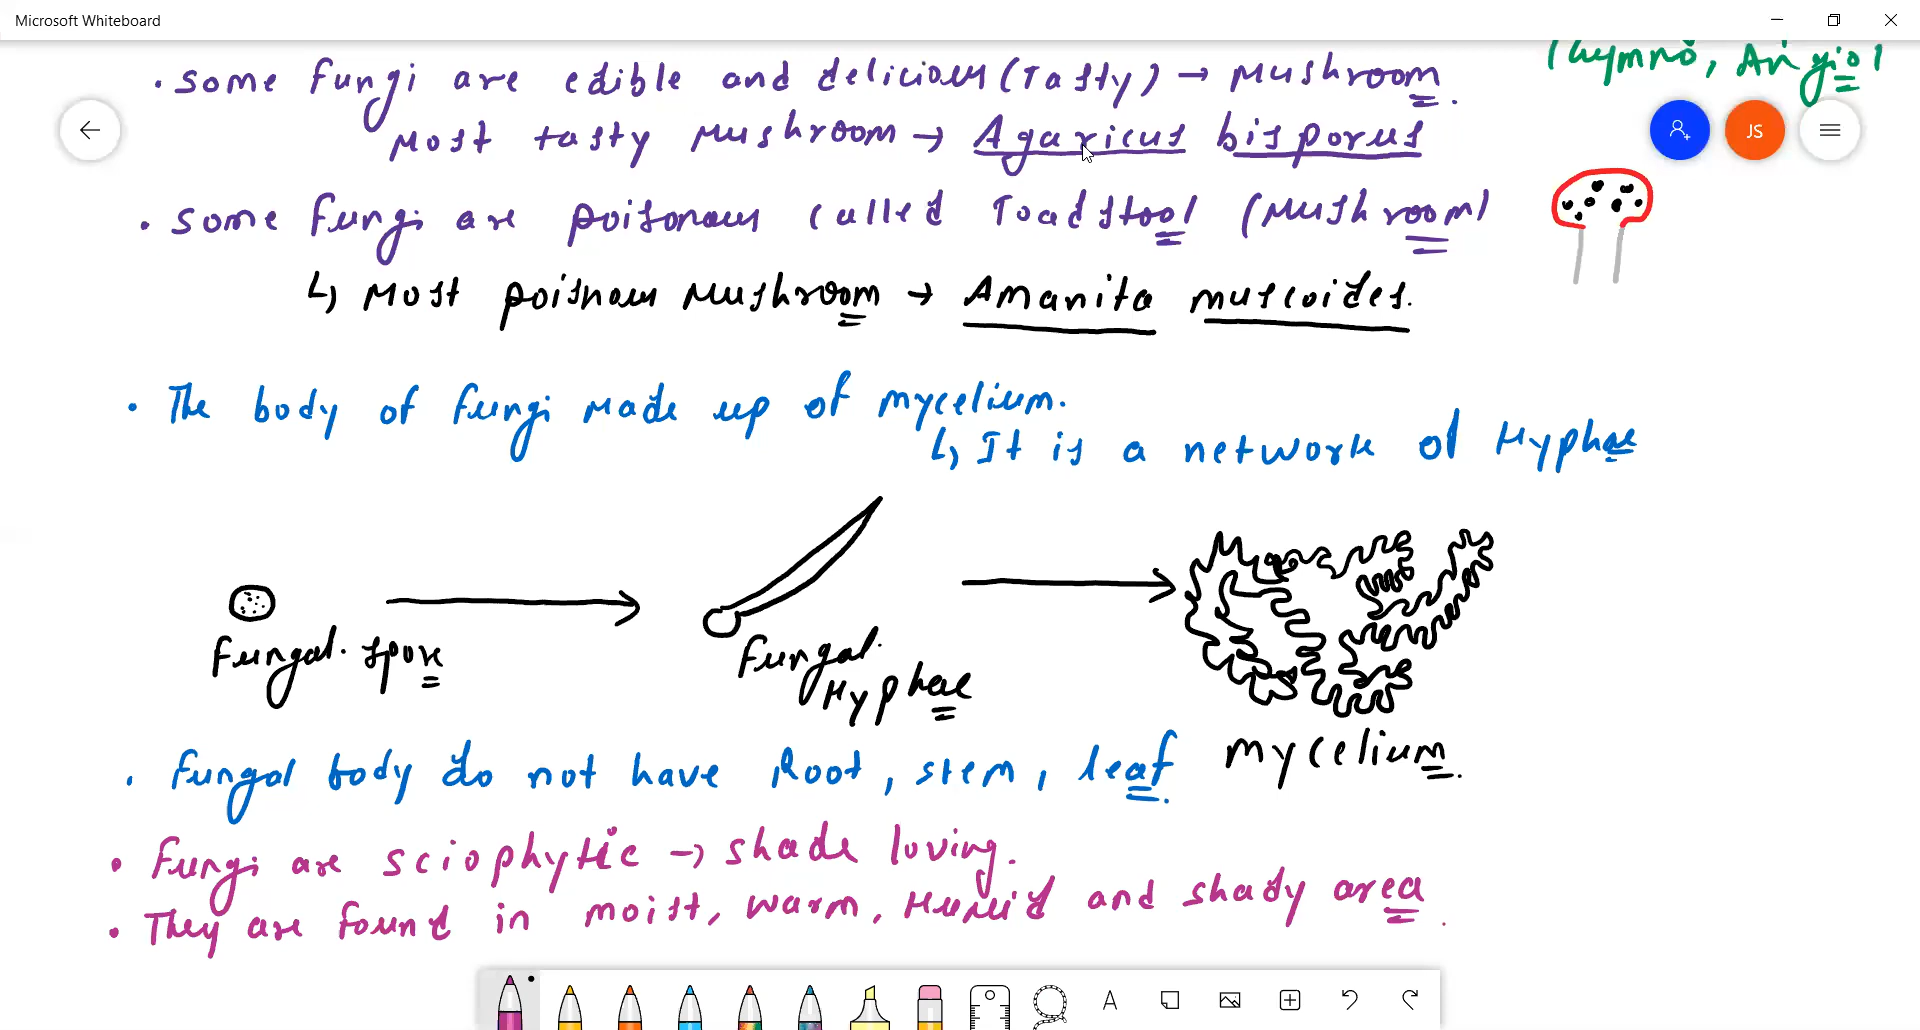 Microsoft Whiteboard
Angio
• Some fungi are edible and delicious (Tasty) → Mushroom.
Most tasty Mushroom → Agaricus bisporus
JS
• Some fungi are poisonous called Toadstool (Mushroom)
↳ Most poisnous Mushroom → Amanita muscoides.
• The body of fungi made up of mycelium.
↳ It is a network of Hyphae
Fungal spore
Fungal Hyphae
mycelium.
• Fungal body do not have Root, stem, leaf.
• Fungi are sciophytic → shade loving.
• They are found in moist, warm, Humid and shady area.